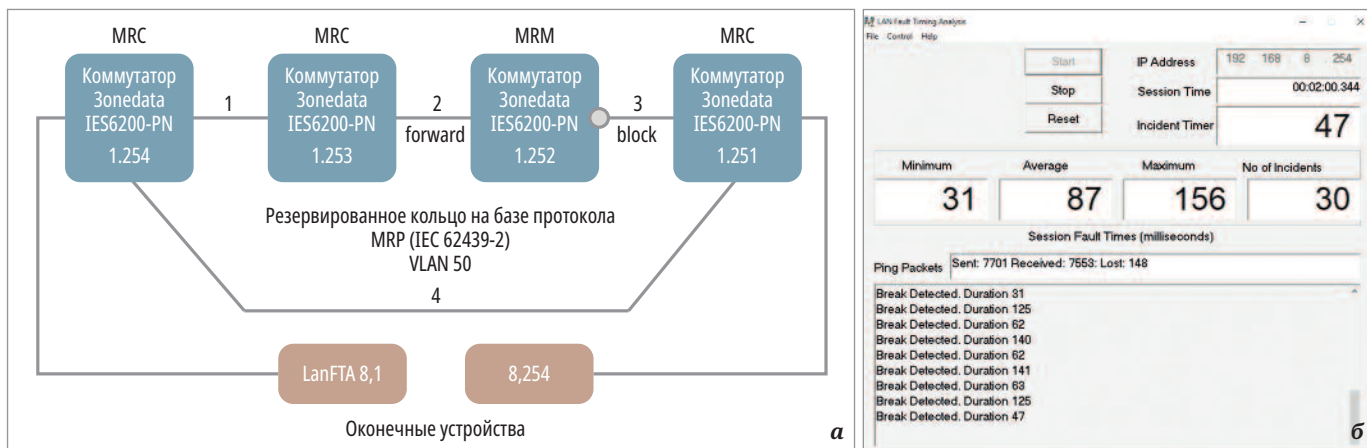 MRC
MRC
MRM
MRC
Коммутатор
3onedata
IES6200-PN
1.254
Коммутатор
3onedata
IES6200-PN
1.253
Коммутатор
3onedata
IES6200-PN
1.252
Коммутатор
3onedata
IES6200-PN
1.251
1
2
forward
3
block
Резервированное кольцо на базе протокола
MRP (IEC 62439-2)
VLAN 50
4
LanFTA 8,1
8,254
Оконечные устройства
а
LAN Fault Timing Analysis
File Control Help
Start
IP Address
192 168 8 254
Stop
Session Time
00:02:00.344
Reset
Incident Timer
47
Minimum
Average
Maximum
No of Incidents
31
87
156
30
Session Fault Times (milliseconds)
Ping Packets
Sent: 7701 Received: 7553: Lost: 148
Break Detected. Duration 31
Break Detected. Duration 125
Break Detected. Duration 62
Break Detected. Duration 140
Break Detected. Duration 62
Break Detected. Duration 141
Break Detected. Duration 63
Break Detected. Duration 125
Break Detected. Duration 47
б